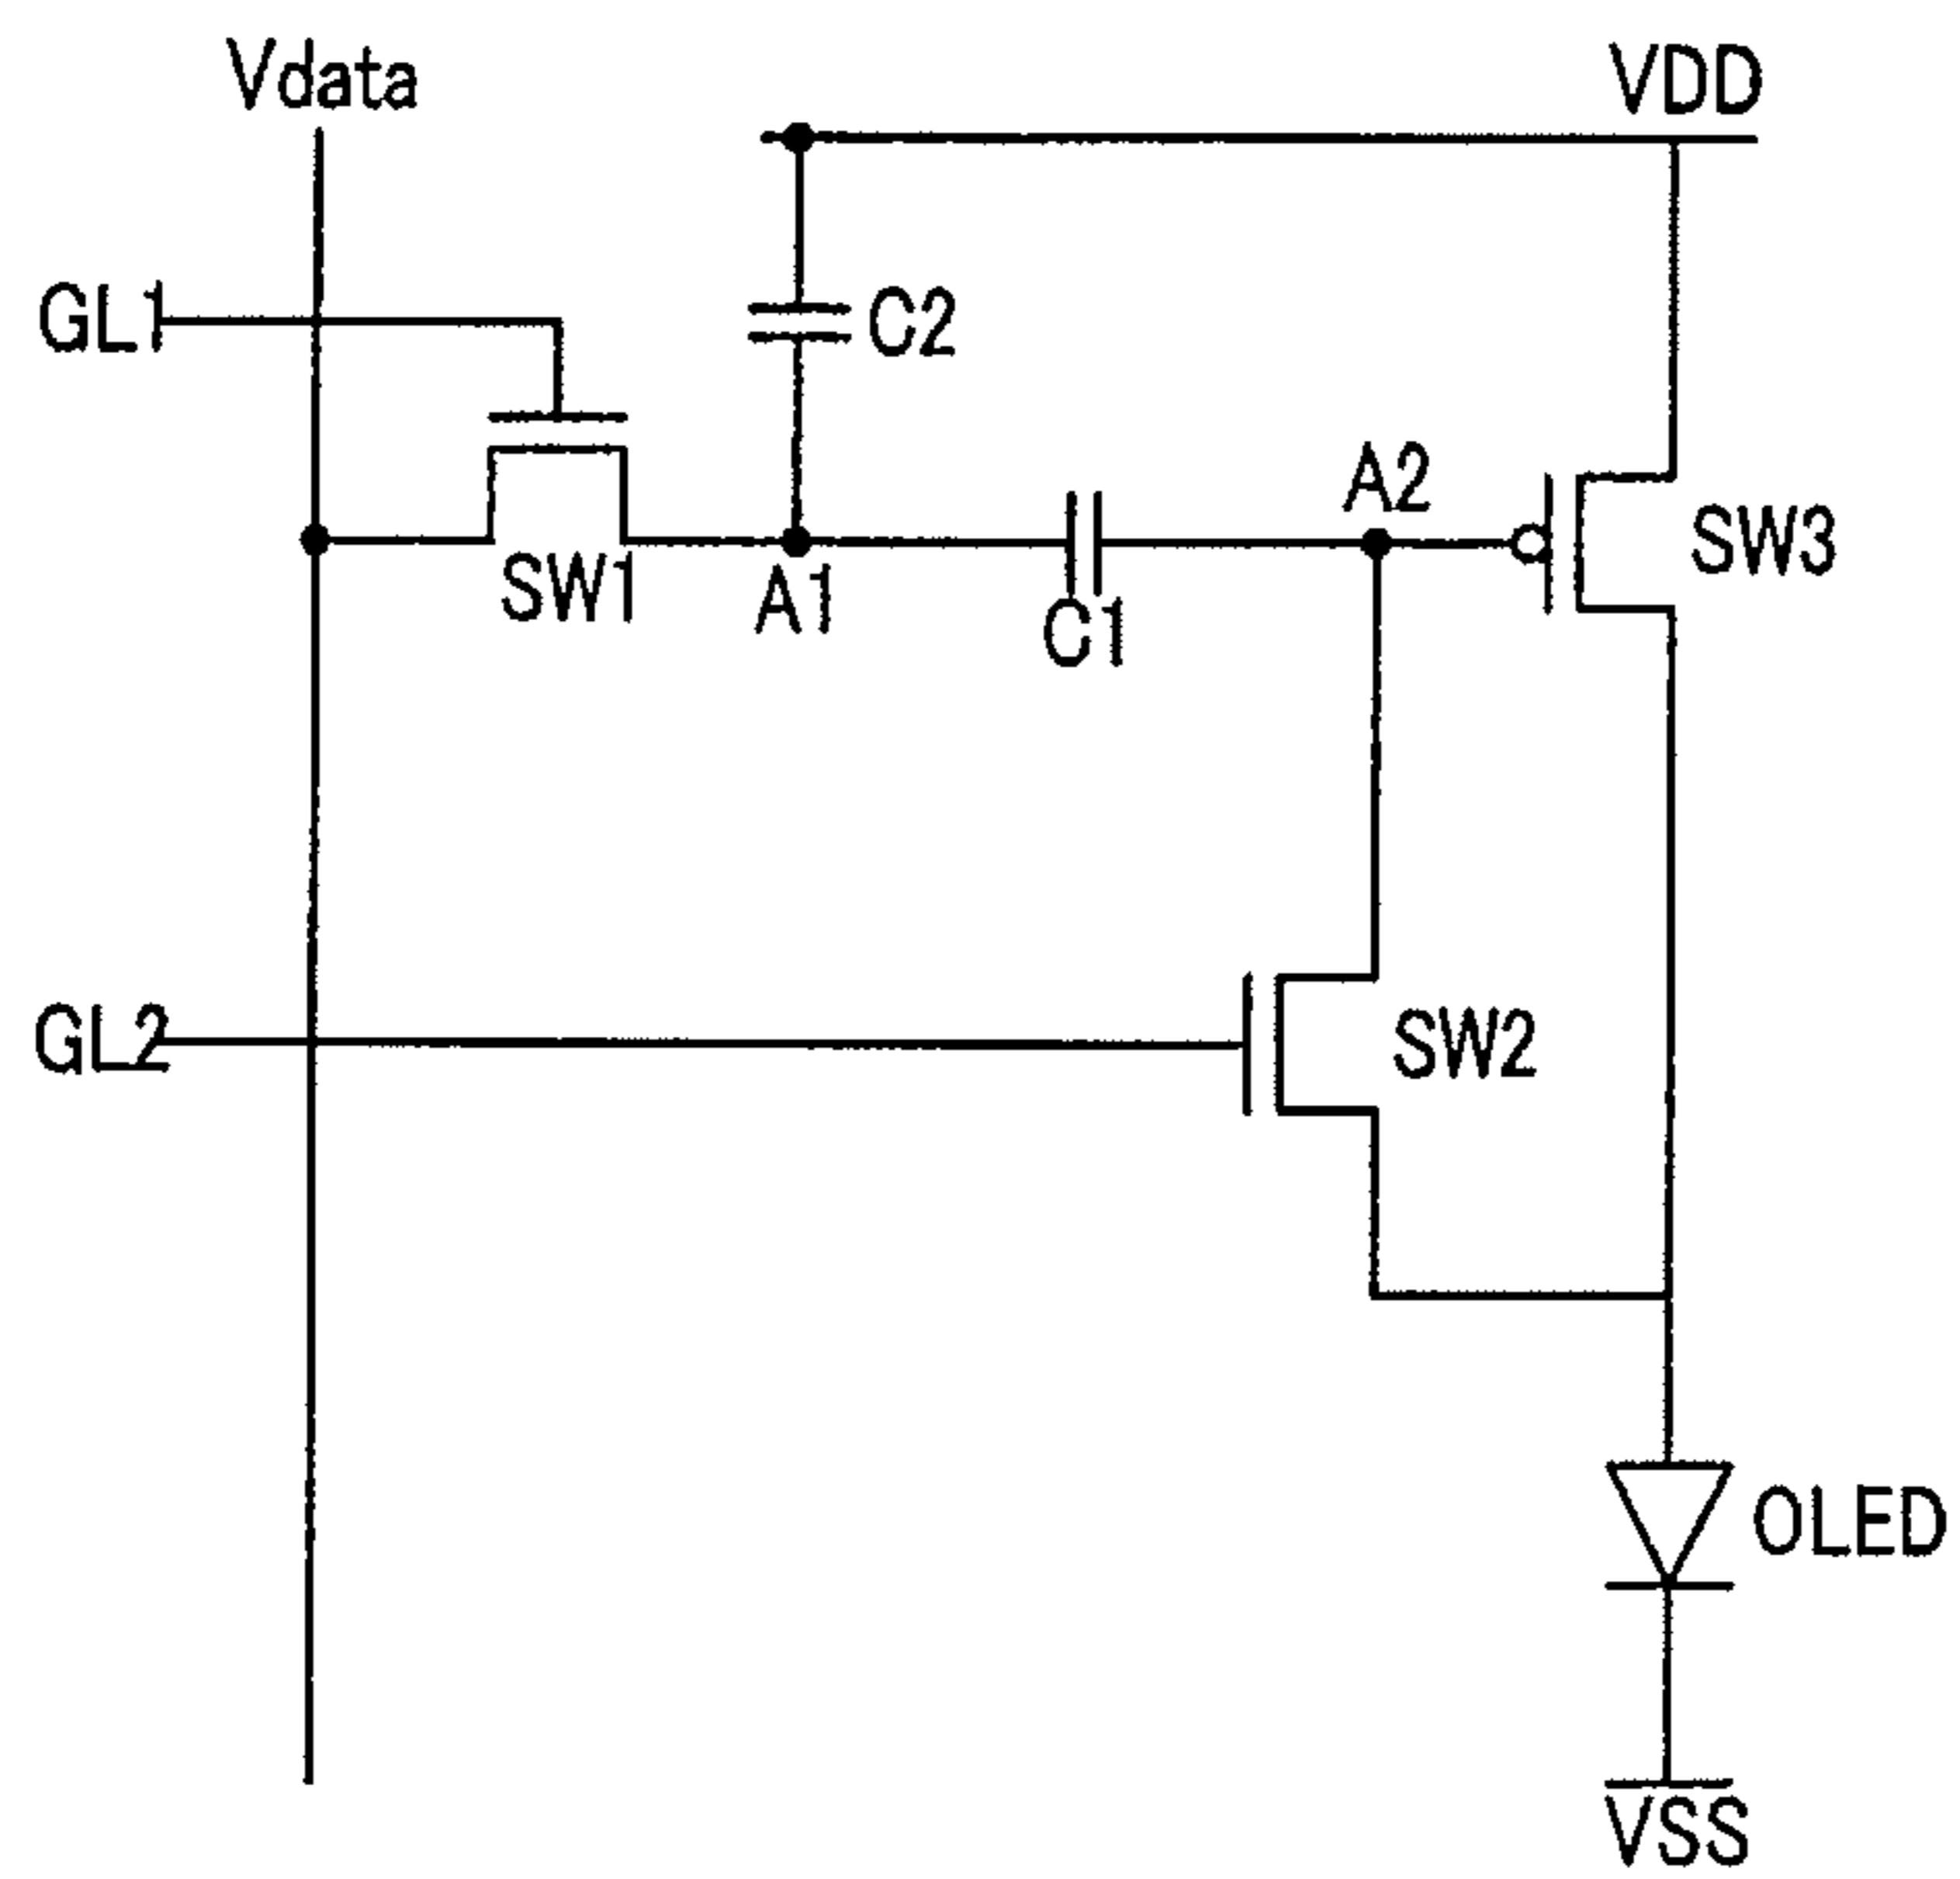 Vdata
VDD
GL1
C2
A2
SW3
SW1
A1
C1
GL2
SW2
OLED
VSS